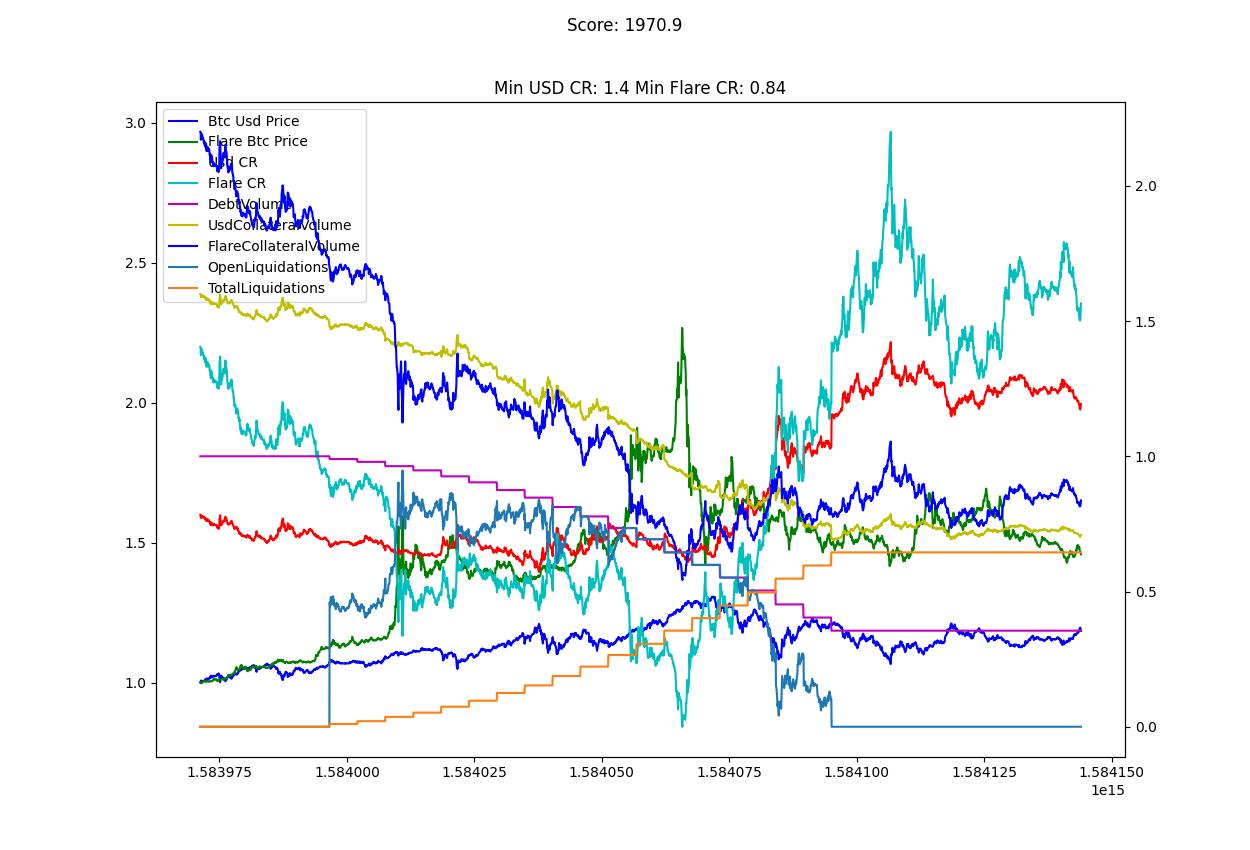 Score: 1970.9
Min USD CR: 1.4 Min Flare CR: 0.84
Btc Usd Price
Flare Btc Price
Usd CR
Flare CR
DebtVolume
UsdCollateralVolume
FlareCollateralVolume
OpenLiquidations
TotalLiquidations
3.0
2.5
2.0
1.5
1.0
2.0
1.5
1.0
0.5
0.0
1.583975 1.584000 1.584025 1.584050 1.584075 1.584100 1.584125 1.584150
1e15